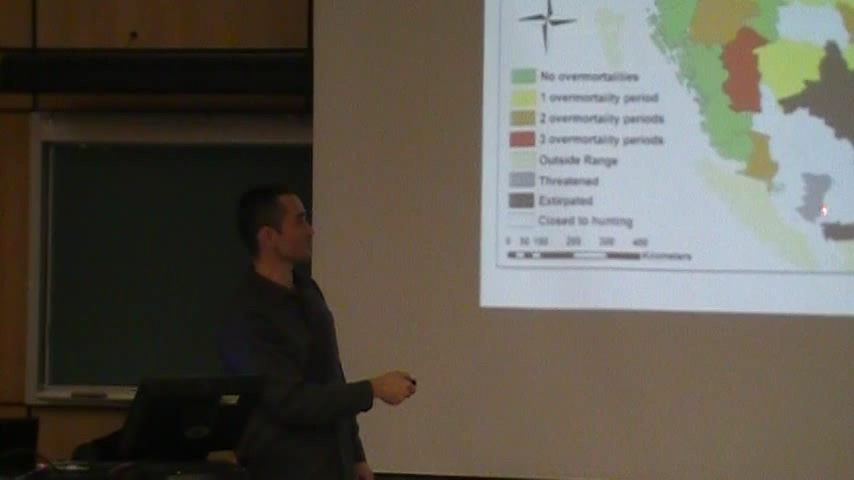 No overmortalities
1 overmortality period
2 overmortality periods
3 overmortality periods
Outside Range
Threatened
Extirpated
Closed to hunting
0 50 100 200 300 400
Kilometers